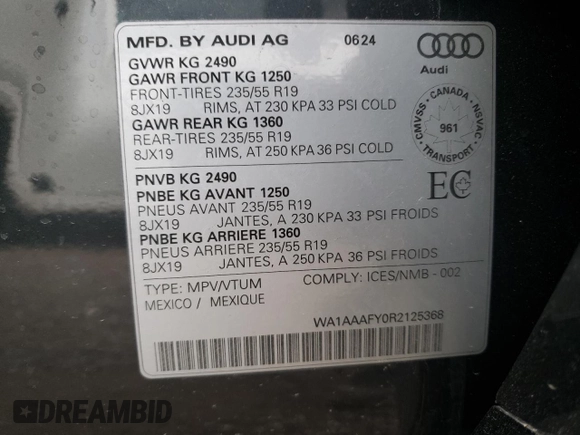 MFD. BY AUDI AG 0624
Audi
GVWR KG 2490
GAWR FRONT KG 1250
FRONT-TIRES 235/55 R19
8JX19 RIMS, AT 230 KPA 33 PSI COLD
GAWR REAR KG 1360
REAR-TIRES 235/55 R19
8JX19 RIMS, AT 250 KPA 36 PSI COLD
CMVSS - CANADA - NSVAC
961
TRANSPORT
PNVB KG 2490
PNBE KG AVANT 1250
PNEUS AVANT 235/55 R19
8JX19 JANTES, A 230 KPA 33 PSI FROIDS
PNBE KG ARRIERE 1360
PNEUS ARRIERE 235/55 R19
8JX19 JANTES, A 250 KPA 36 PSI FROIDS
EC
TYPE: MPV/VTUM COMPLY: ICES/NMB - 002
MEXICO / MEXIQUE
WA1AAAFY0R2125368
DREAMBID